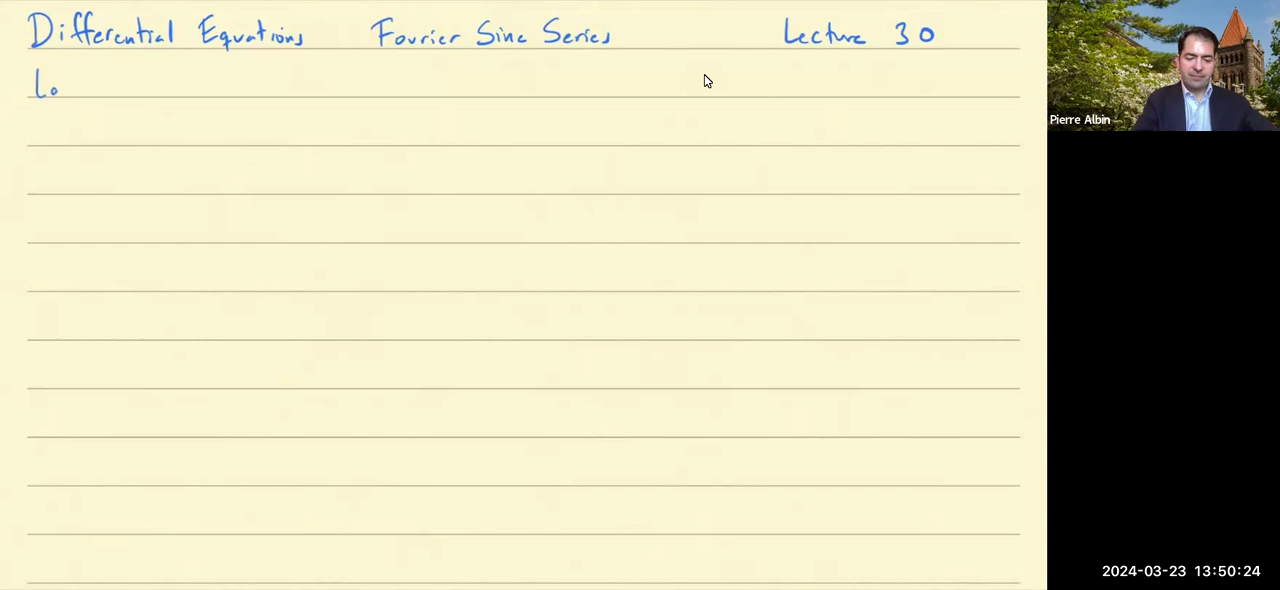 Differential Equations Fourier Sine Series Lecture 30
Lo
Pierre Albin
2024-03-23 13:50:24